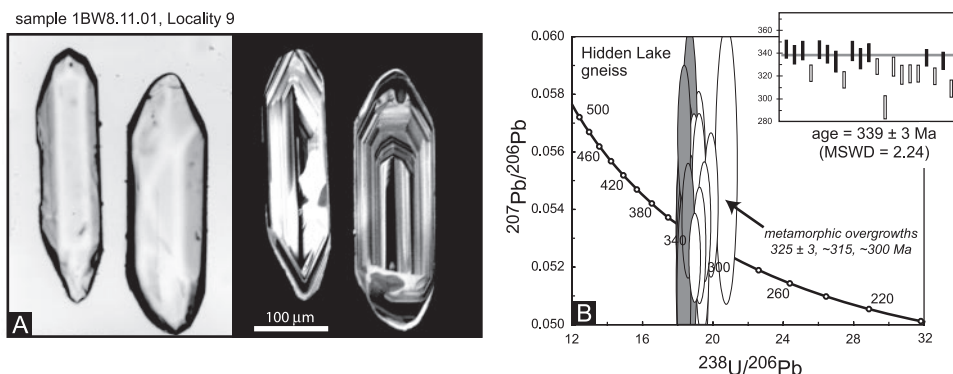 sample 1BW8.11.01, Locality 9
A
100 μm
0.060
0.058
0.056
0.054
0.052
0.050
207Pb/206Pb
Hidden Lake
gneiss
500
460
420
380
340
300
260
220
metamorphic overgrowths
325 ± 3, ~315, ~300 Ma
B
12
16
20
24
28
32
238U/206Pb
380
360
340
320
300
280
age = 339 ± 3 Ma
(MSWD = 2.24)